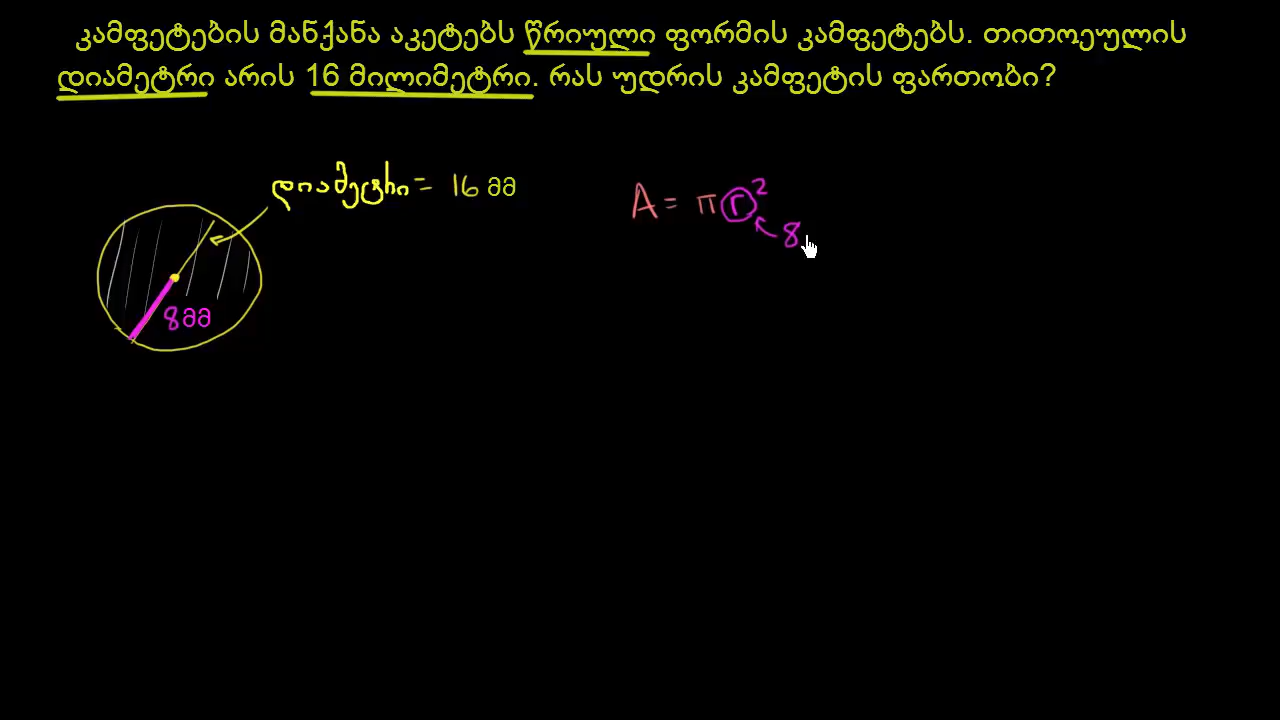 კამფეტების მანქანა აკეტებს წრიული ფორმის კამფეტებს. თითოეულის
დიამეტრი არის 16 მილიმეტრი. რას უდრის კამფეტის ფართობი?
დიამეტრი = 16 მმ
A = πr²
8
8მმ